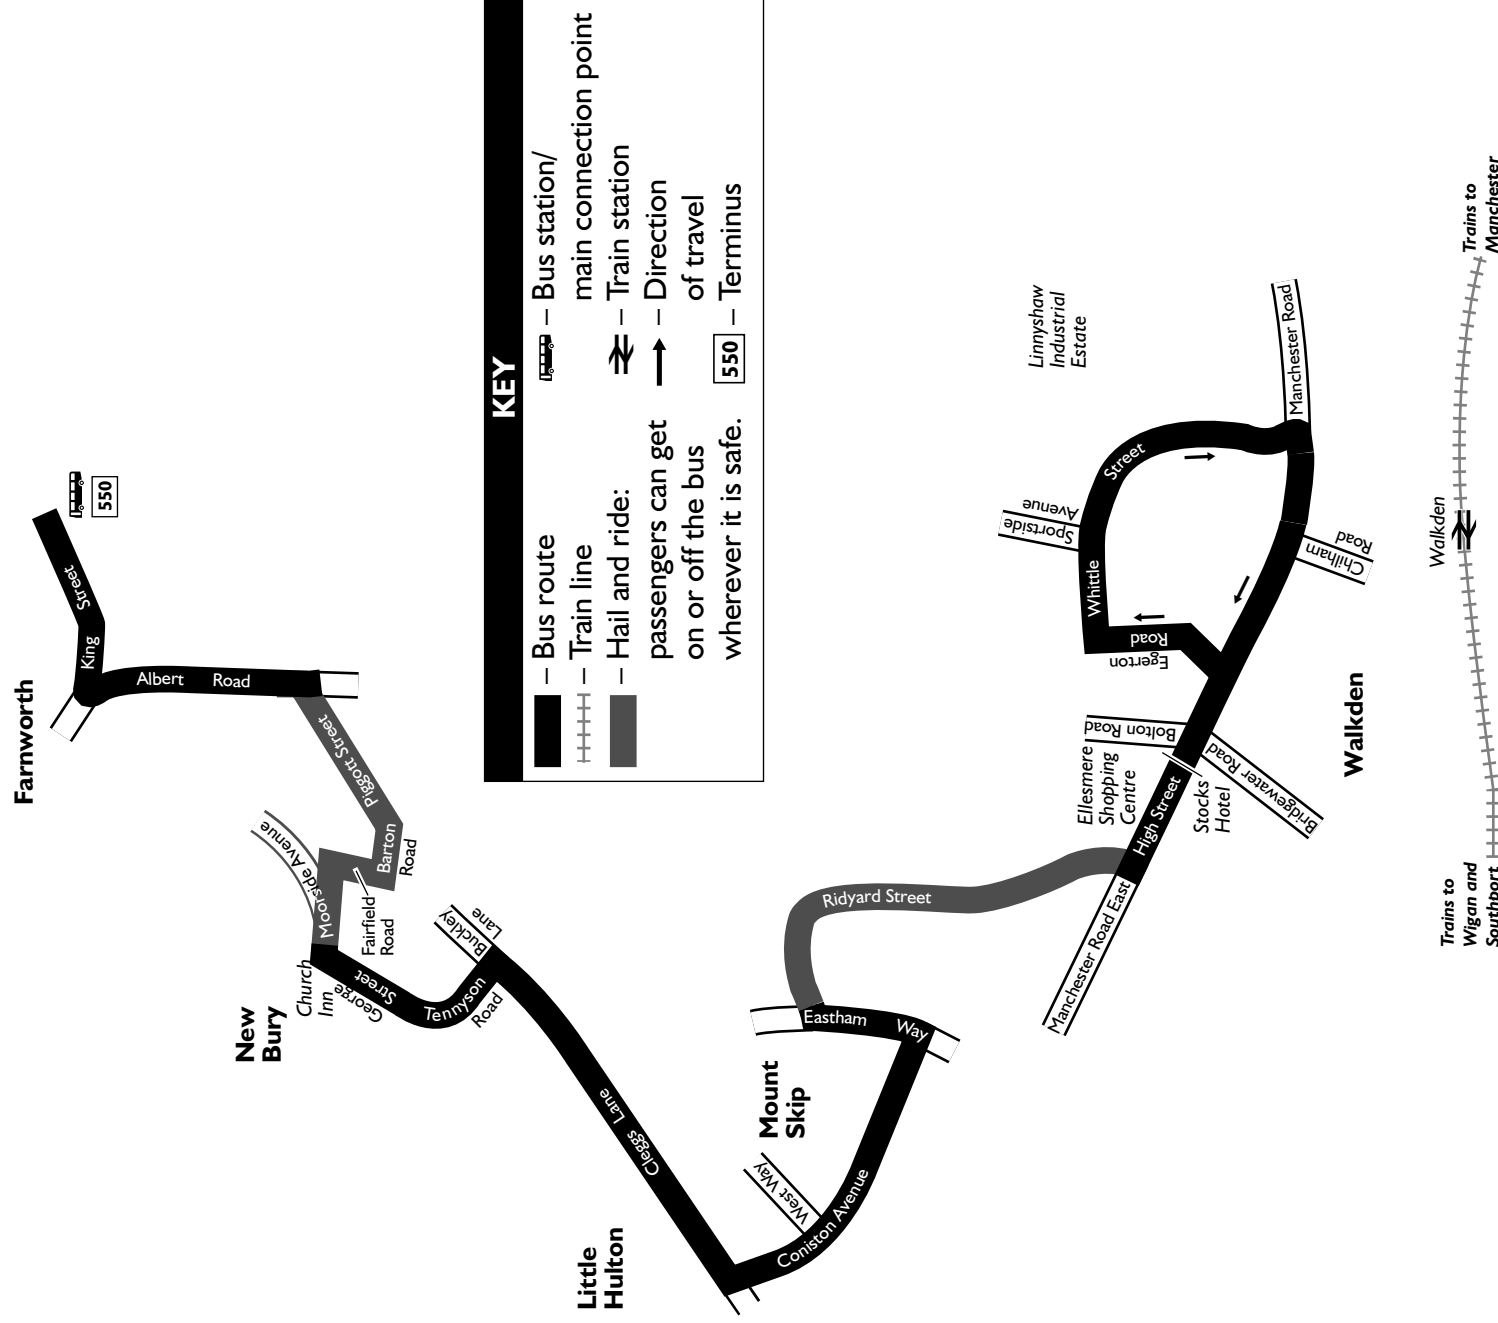 Farnworth
550
King Street
Albert Road
Piggott Street
Barton
Road
Fairfield
Road
Moorside Avenue
New
Bury
Church
Inn
George
Street
Tennyson
Road
Buckley
Lane
Cleggs Lane
Little
Hulton
Coniston Avenue
West Way
Mount
Skip
Eastham Way
Ridyard Street
Manchester Road East
High Street
Ellesmere
Shopping
Centre
Stocks
Hotel
Bolton Road
Bridgewater Road
Walkden
Egerton
Road
Whittle Street
Sportside
Avenue
Linnyshaw
Industrial
Estate
Manchester Road
Chilham
Road
Walkden
Trains to
Manchester
Trains to
Wigan and
Southport
KEY
– Bus route
– Train line
– Hail and ride:
passengers can get
on or off the bus
wherever it is safe.
– Bus station/
main connection point
– Train station
– Direction
of travel
550 – Terminus